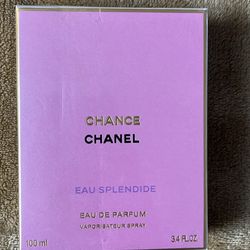 CHANCE
CHANEL
EAU SPLENDIDE
EAU DE PARFUM
VAPORISATEUR SPRAY
100 ml 3.4 FL.OZ.